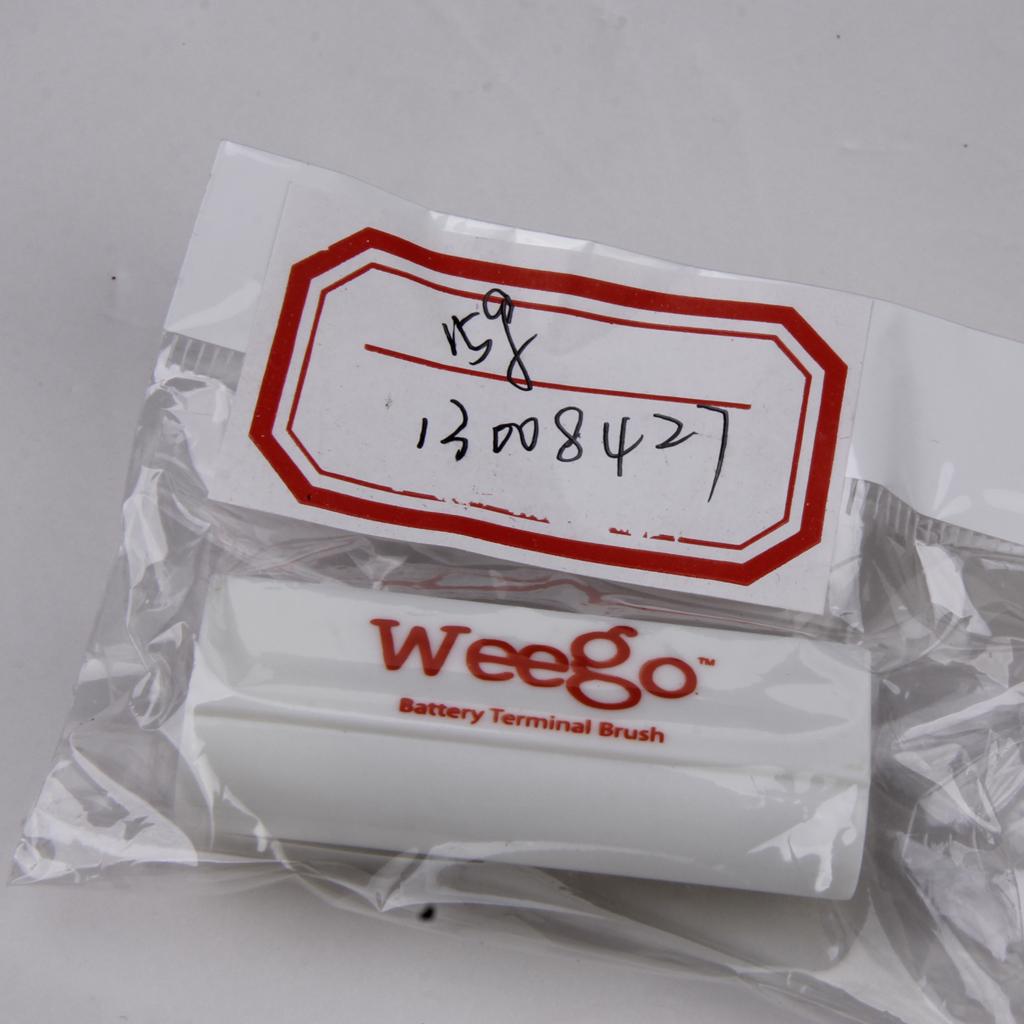 15g
13008427
Weego™
Battery Terminal Brush